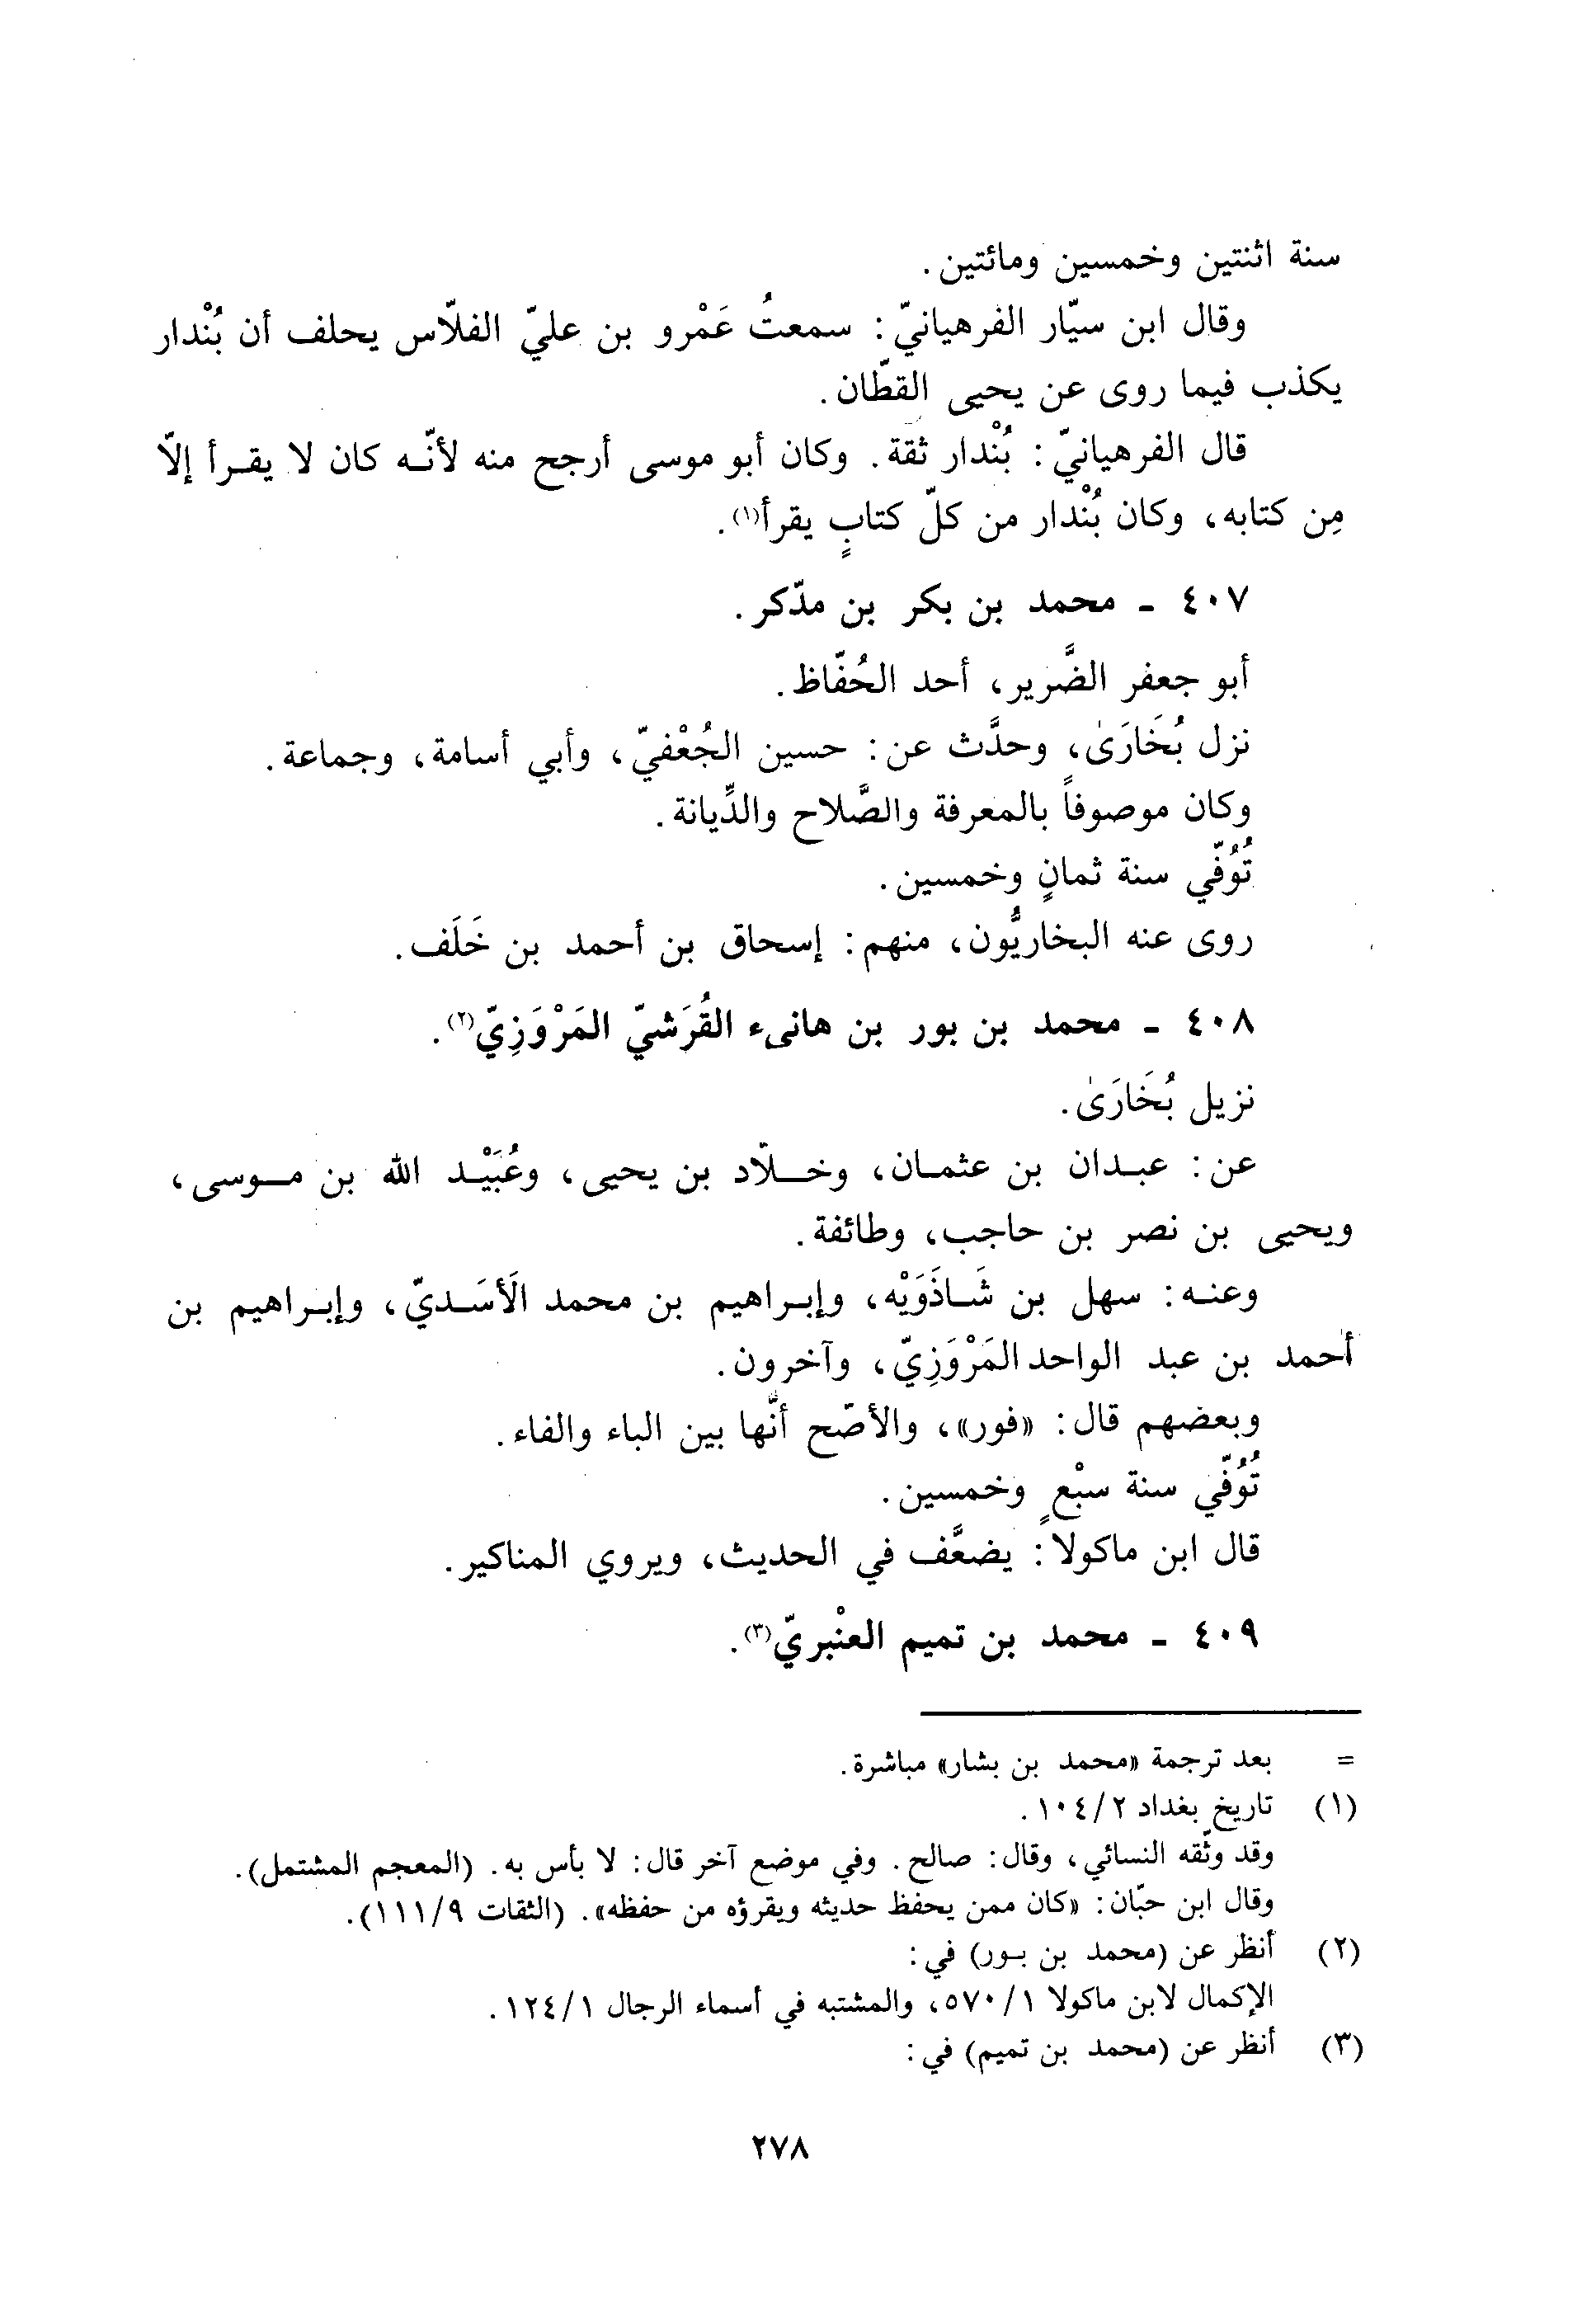 سنة اثنتين وخمسين ومائتين.
وقال ابن سيّار الفرهيانيّ: سمعتُ عَمْرو بن عليّ الفلّاس يحلف أن بُنْدار
يكذب فيما روى عن يحيى القطّان.
قال الفرهيانيّ: بُنْدار ثقة. وكان أبو موسى أرجح منه لأنّه كان لا يقرأ إلّا
مِن كتابه، وكان بُنْدار من كلّ كتابٍ يقرأ(١).
٤٠٧ - محمد بن بكر بن مدّكر.
أبو جعفر الضَّرير، أحد الحُفّاظ.
نزل بُخَارَىٰ، وحدَّث عن: حسين الجُعْفيّ، وأبي أسامة، وجماعة.
وكان موصوفاً بالمعرفة والصَّلاح والدِّيانة.
تُوُفّي سنة ثمانٍ وخمسين.
روى عنه البخاريُّون، منهم: إسحاق بن أحمد بن خَلَف.
٤٠٨ - محمد بن بور بن هانىء القُرَشيّ المَرْوَزِيّ(٢).
نزيل بُخَارَىٰ.
عن: عبدان بن عثمان، وخلّاد بن يحيى، وعُبَيْد الله بن موسى،
ويحيى بن نصر بن حاجب، وطائفة.
وعنه: سهل بن شَاذَوَيْه، وإبراهيم بن محمد الَأسَديّ، وإبراهيم بن
أحمد بن عبد الواحد المَرْوَزِيّ، وآخرون.
وبعضهم قال: «فور»، والأصّح أنّها بين الباء والفاء.
تُوُفّي سنة سبْعٍ وخمسين.
قال ابن ماكولا: يضعَّف في الحديث، ويروي المناكير.
٤٠٩ - محمد بن تميم العنْبريّ(٣).
= بعد ترجمة «محمد بن بشار» مباشرة.
(١) تاريخ بغداد ١٠٤/٢.
وقد وثّقه النسائي، وقال: صالح. وفي موضع آخر قال: لا بأس به. (المعجم المشتمل).
وقال ابن حبّان: «كان ممن يحفظ حديثه ويقرؤه من حفظه». (الثقات ١١١/٩).
(٢) أنظر عن (محمد بن بور) في:
الإكمال لابن ماكولا ٥٧٠/١، والمشتبه في أسماء الرجال ١٢٤/١.
(٣) أنظر عن (محمد بن تميم) في:
٢٧٨